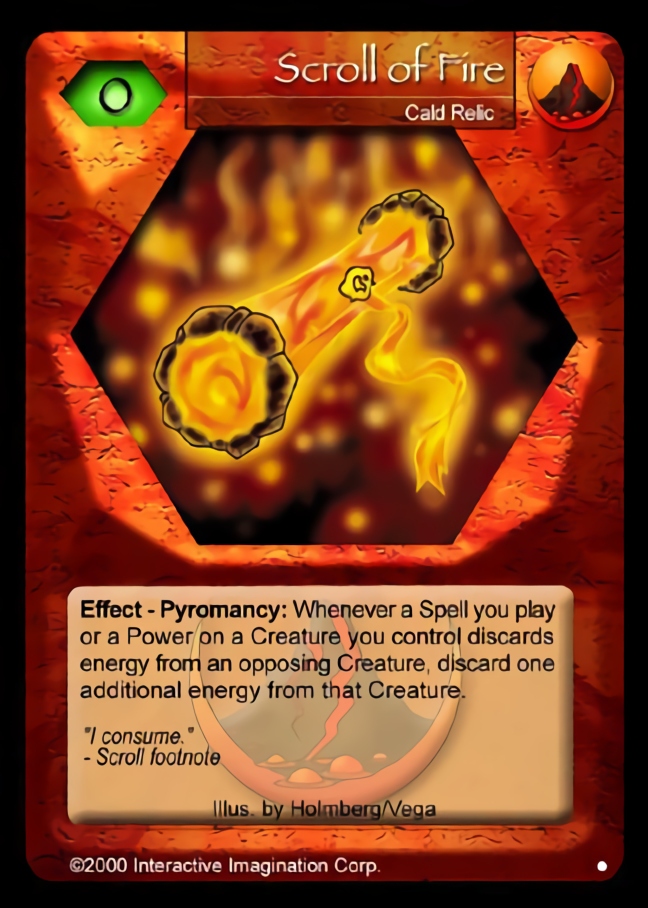 0
Scroll of Fire
Cald Relic
Effect - Pyromancy: Whenever a Spell you play
or a Power on a Creature you control discards
energy from an opposing Creature, discard one
additional energy from that Creature.
"I consume."
- Scroll footnote
Illus. by Holmberg/Vega
©2000 Interactive Imagination Corp.